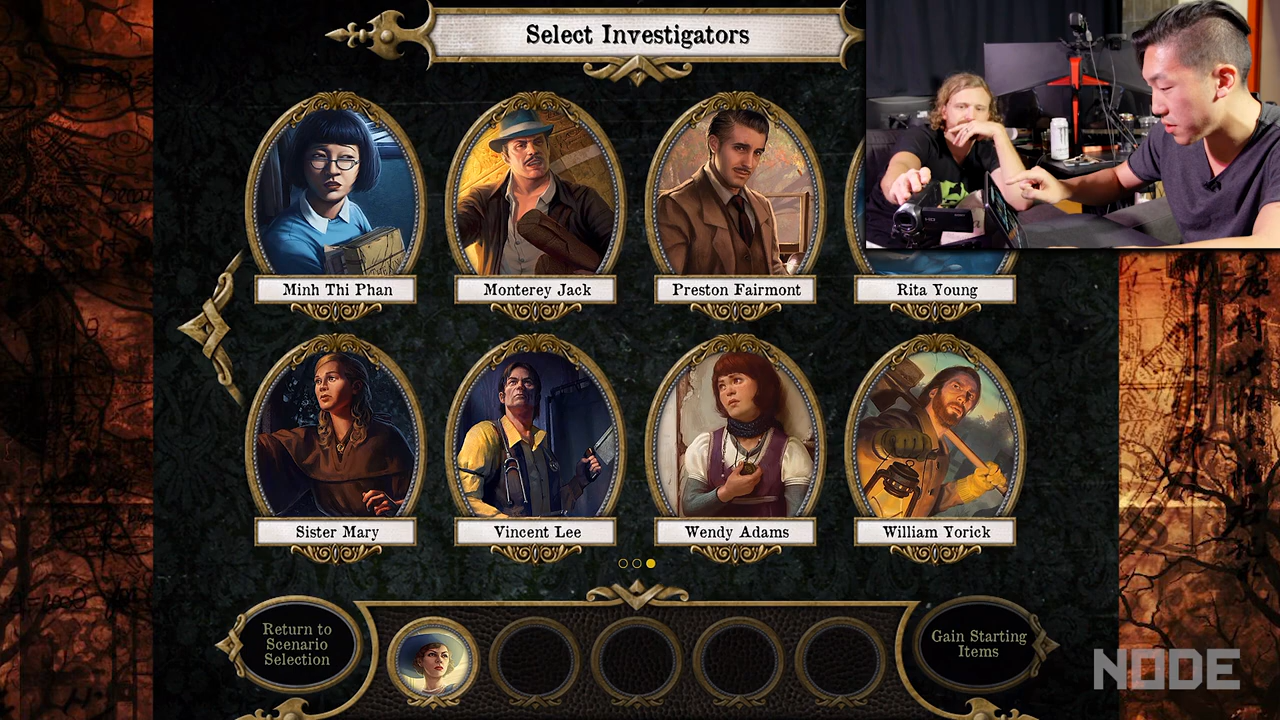 Select Investigators
Minh Thi Phan
Monterey Jack
Preston Fairmont
Rita Young
Sister Mary
Vincent Lee
Wendy Adams
William Yorick
Return to
Scenario
Selection
Gain Starting
Items
NODE